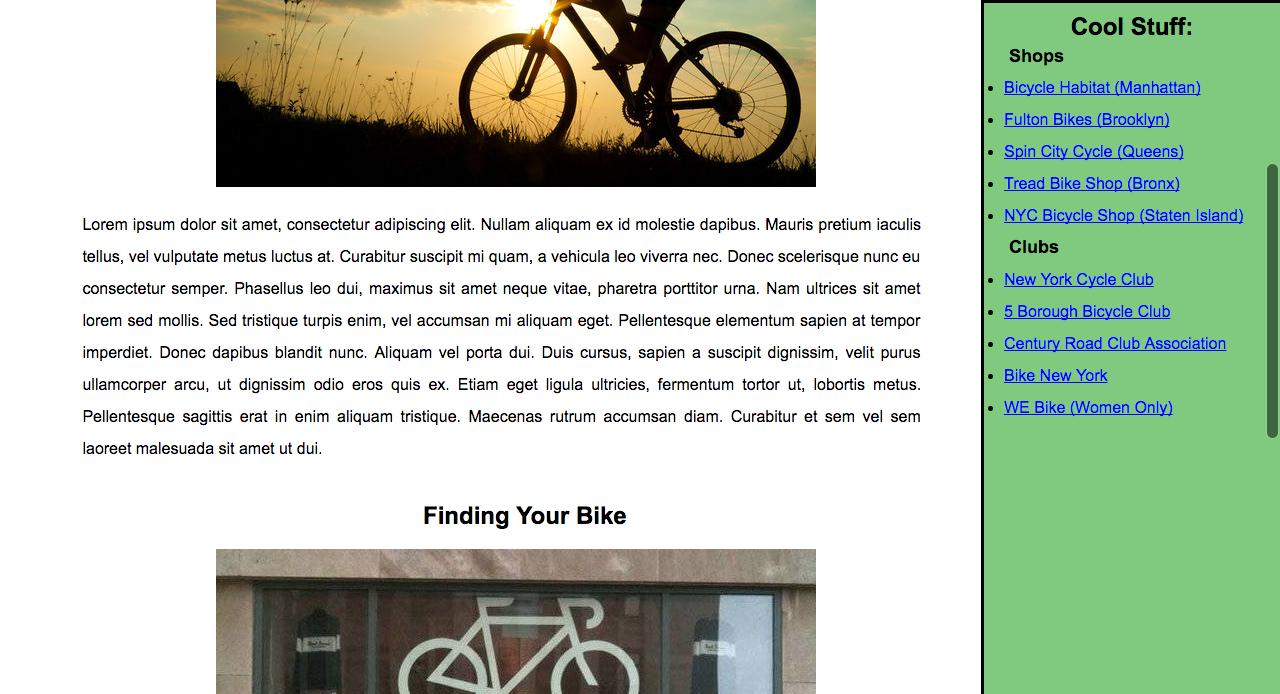 Lorem ipsum dolor sit amet, consectetur adipiscing elit. Nullam aliquam ex id molestie dapibus. Mauris pretium iaculis
tellus, vel vulputate metus luctus at. Curabitur suscipit mi quam, a vehicula leo viverra nec. Donec scelerisque nunc eu
consectetur semper. Phasellus leo dui, maximus sit amet neque vitae, pharetra porttitor urna. Nam ultrices sit amet
lorem sed mollis. Sed tristique turpis enim, vel accumsan mi aliquam eget. Pellentesque elementum sapien at tempor
imperdiet. Donec dapibus blandit nunc. Aliquam vel porta dui. Duis cursus, sapien a suscipit dignissim, velit purus
ullamcorper arcu, ut dignissim odio eros quis ex. Etiam eget ligula ultricies, fermentum tortor ut, lobortis metus.
Pellentesque sagittis erat in enim aliquam tristique. Maecenas rutrum accumsan diam. Curabitur et sem vel sem
laoreet malesuada sit amet ut dui.
Finding Your Bike
Cool Stuff:
Shops
Bicycle Habitat (Manhattan)
Fulton Bikes (Brooklyn)
Spin City Cycle (Queens)
Tread Bike Shop (Bronx)
NYC Bicycle Shop (Staten Island)
Clubs
New York Cycle Club
5 Borough Bicycle Club
Century Road Club Association
Bike New York
WE Bike (Women Only)